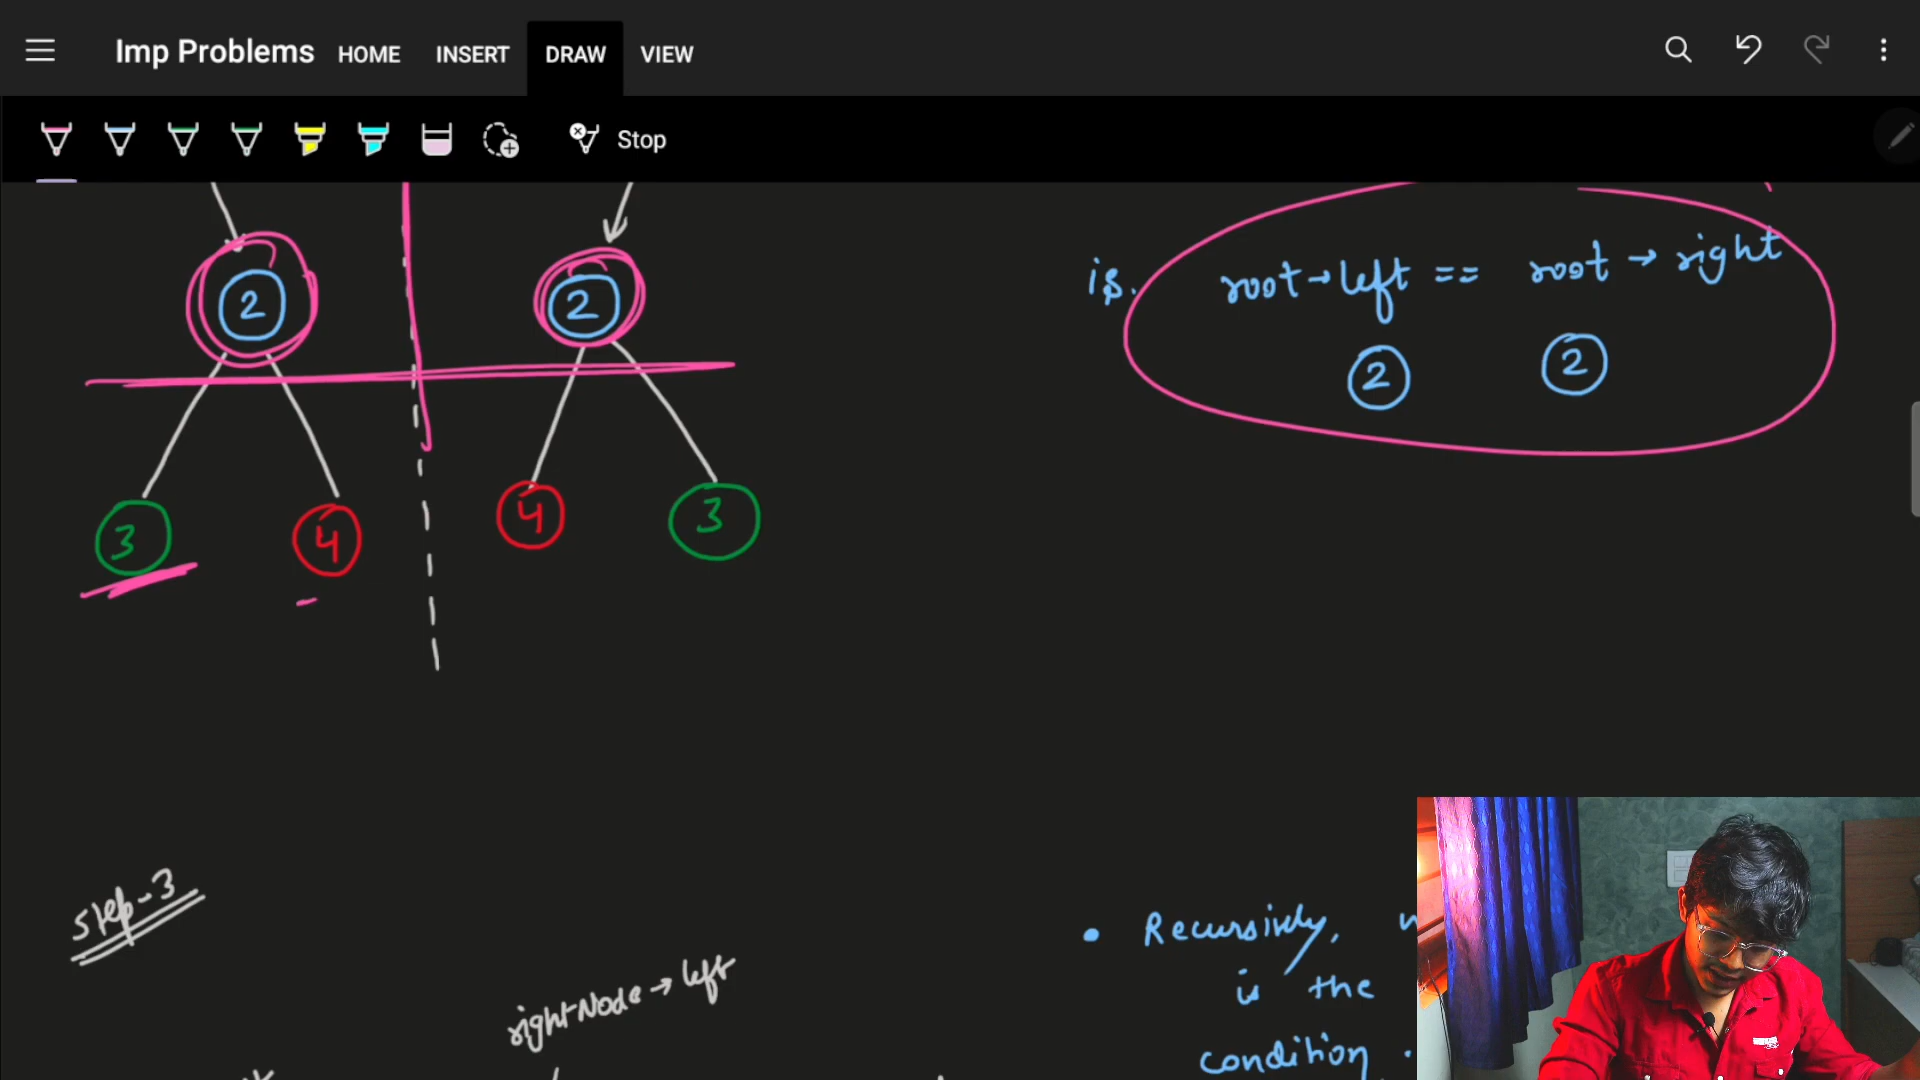 Imp Problems HOME INSERT DRAW VIEW
Stop
is. root→left == root → right
2 2
2 2
3 4 4 3
Step-3
• Recursively,
rightNode → left
is the
condition .